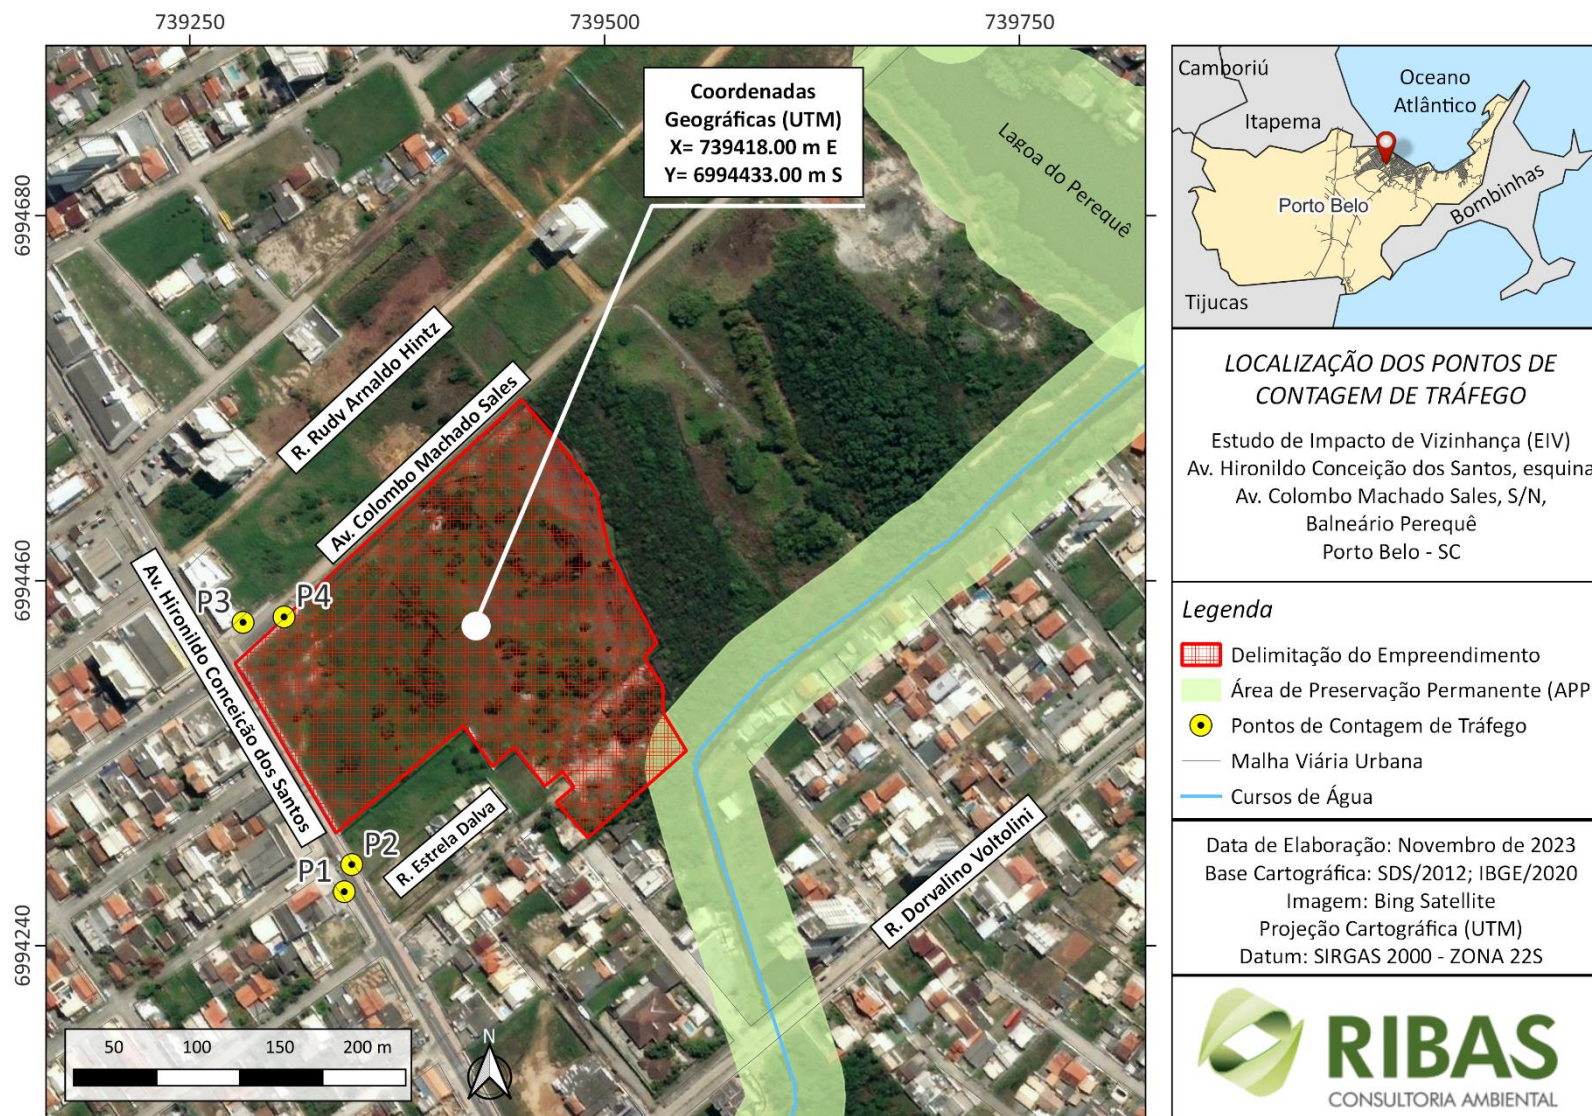 739250
739500
739750
6994680
6994460
6994240
Coordenadas
Geográficas (UTM)
X= 739418.00 m E
Y= 6994433.00 m S
Lagoa do Perequê
R. Rudv Arnaldo Hintz
Av. Colombo Machado Sales
Av. Hironildo Conceição dos Santos
P3
P4
P2
P1
R. Estrela Dalva
R. Dorvalino Voltolini
50 100 150 200 m
N
Camboriú
Oceano
Atlântico
Itapema
Porto Belo
Bombinhas
Tijucas
LOCALIZAÇÃO DOS PONTOS DE
CONTAGEM DE TRÁFEGO
Estudo de Impacto de Vizinhança (EIV)
Av. Hironildo Conceição dos Santos, esquina
Av. Colombo Machado Sales, S/N,
Balneário Perequê
Porto Belo - SC
Legenda
Delimitação do Empreendimento
Área de Preservação Permanente (APP
Pontos de Contagem de Tráfego
Malha Viária Urbana
Cursos de Água
Data de Elaboração: Novembro de 2023
Base Cartográfica: SDS/2012; IBGE/2020
Imagem: Bing Satellite
Projeção Cartográfica (UTM)
Datum: SIRGAS 2000 - ZONA 22S
RIBAS
CONSULTORIA AMBIENTAL